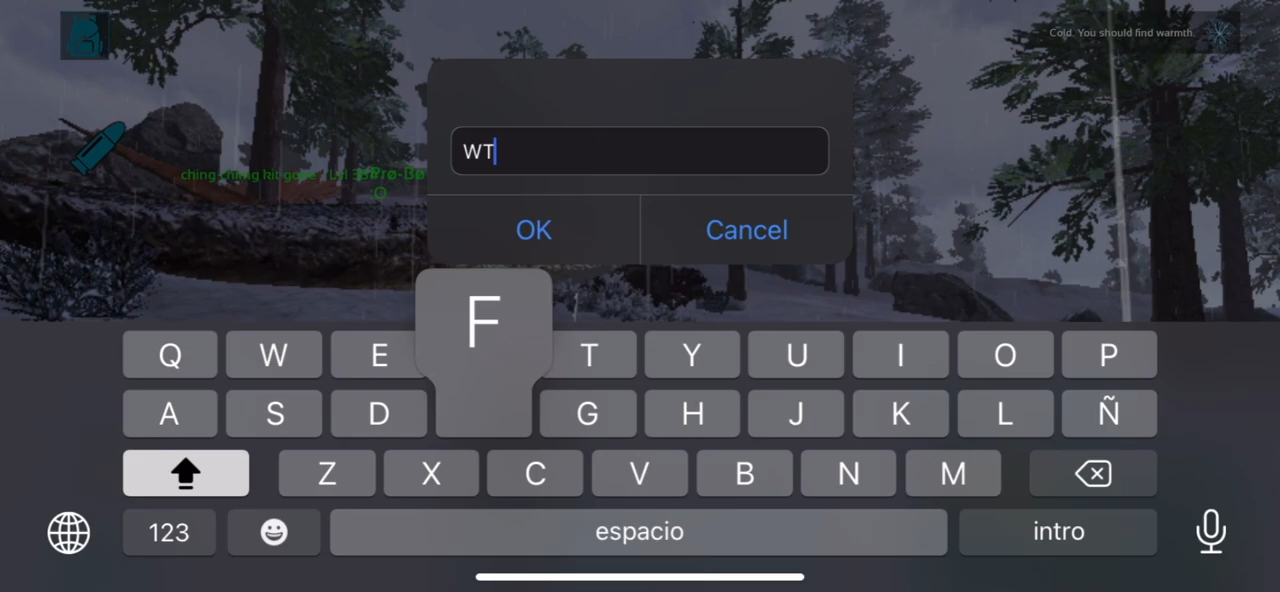 Cold. You should find warmth.
WT
OK Cancel
F
Q W E T Y U I O P
A S D G H J K L Ñ
Z X C V B N M
123 espacio intro